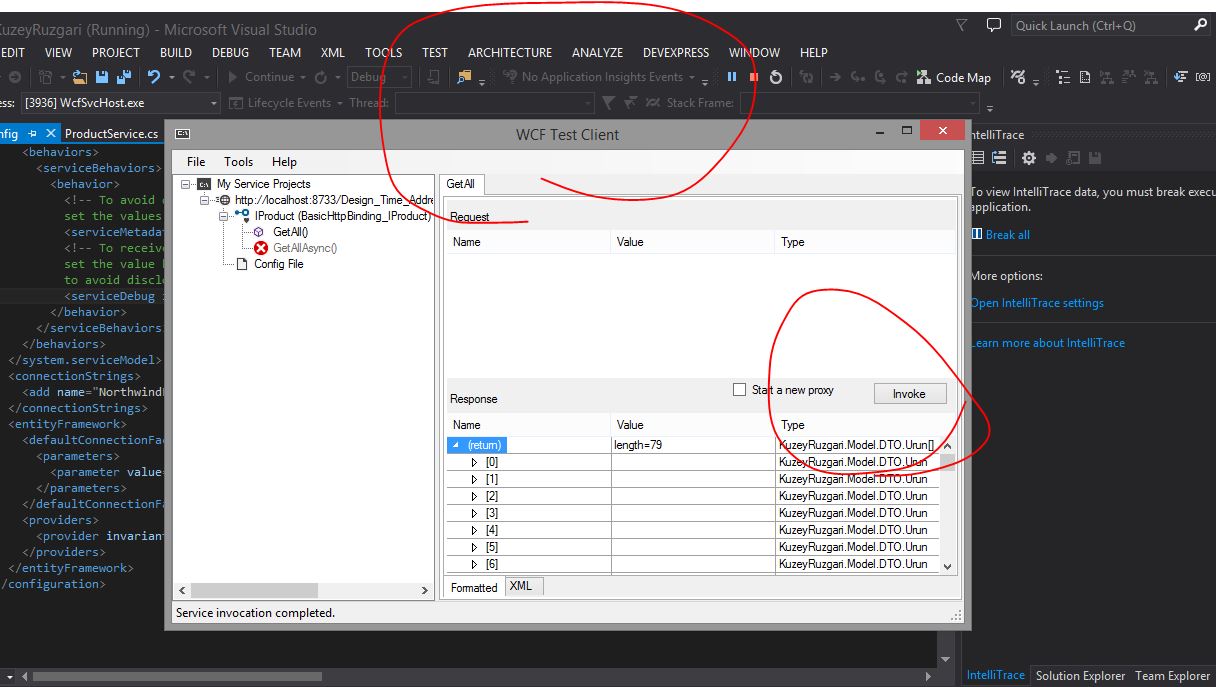 KuzeyRuzgari (Running) - Microsoft Visual Studio
Quick Launch (Ctrl+Q)
EDIT VIEW PROJECT BUILD DEBUG TEAM XML TOOLS TEST ARCHITECTURE ANALYZE DEVEXPRESS WINDOW HELP
Continue Debug No Application Insights Events Code Map
ess: [3936] WcfSvcHost.exe Lifecycle Events Thread: Stack Frame:
nfig ProductService.cs
<behaviors>
<serviceBehaviors>
<behavior>
<!-- To avoid
set the values
<serviceMetadat
<!-- To receive
set the value
to avoid discl
<serviceDebug
</behavior>
</serviceBehaviors
</behaviors>
</system.serviceModel>
<connectionStrings>
<add name="Northwind
</connectionStrings>
<entityFramework>
<defaultConnectionFa
<parameters>
<parameter value=
</parameters>
</defaultConnectionFa
<providers>
<provider invarian
</providers>
</entityFramework>
/configuration>
WCF Test Client
File Tools Help
My Service Projects
http://localhost:8733/Design_Time_Addre
IProduct (BasicHttpBinding_IProduct)
GetAll()
GetAllAsync()
Config File
GetAll
Request
Name Value Type
Start a new proxy Invoke
Response
Name Value Type
(return) length=79 KuzeyRuzgari.Model.DTO.Urun[]
[0] KuzeyRuzgari.Model.DTO.Urun
[1] KuzeyRuzgari.Model.DTO.Urun
[2] KuzeyRuzgari.Model.DTO.Urun
[3] KuzeyRuzgari.Model.DTO.Urun
[4] KuzeyRuzgari.Model.DTO.Urun
[5] KuzeyRuzgari.Model.DTO.Urun
[6] KuzeyRuzgari.Model.DTO.Urun
Formatted XML
Service invocation completed.
IntelliTrace
To view IntelliTrace data, you must break execu
application.
Break all
More options:
Open IntelliTrace settings
Learn more about IntelliTrace
IntelliTrace Solution Explorer Team Explorer